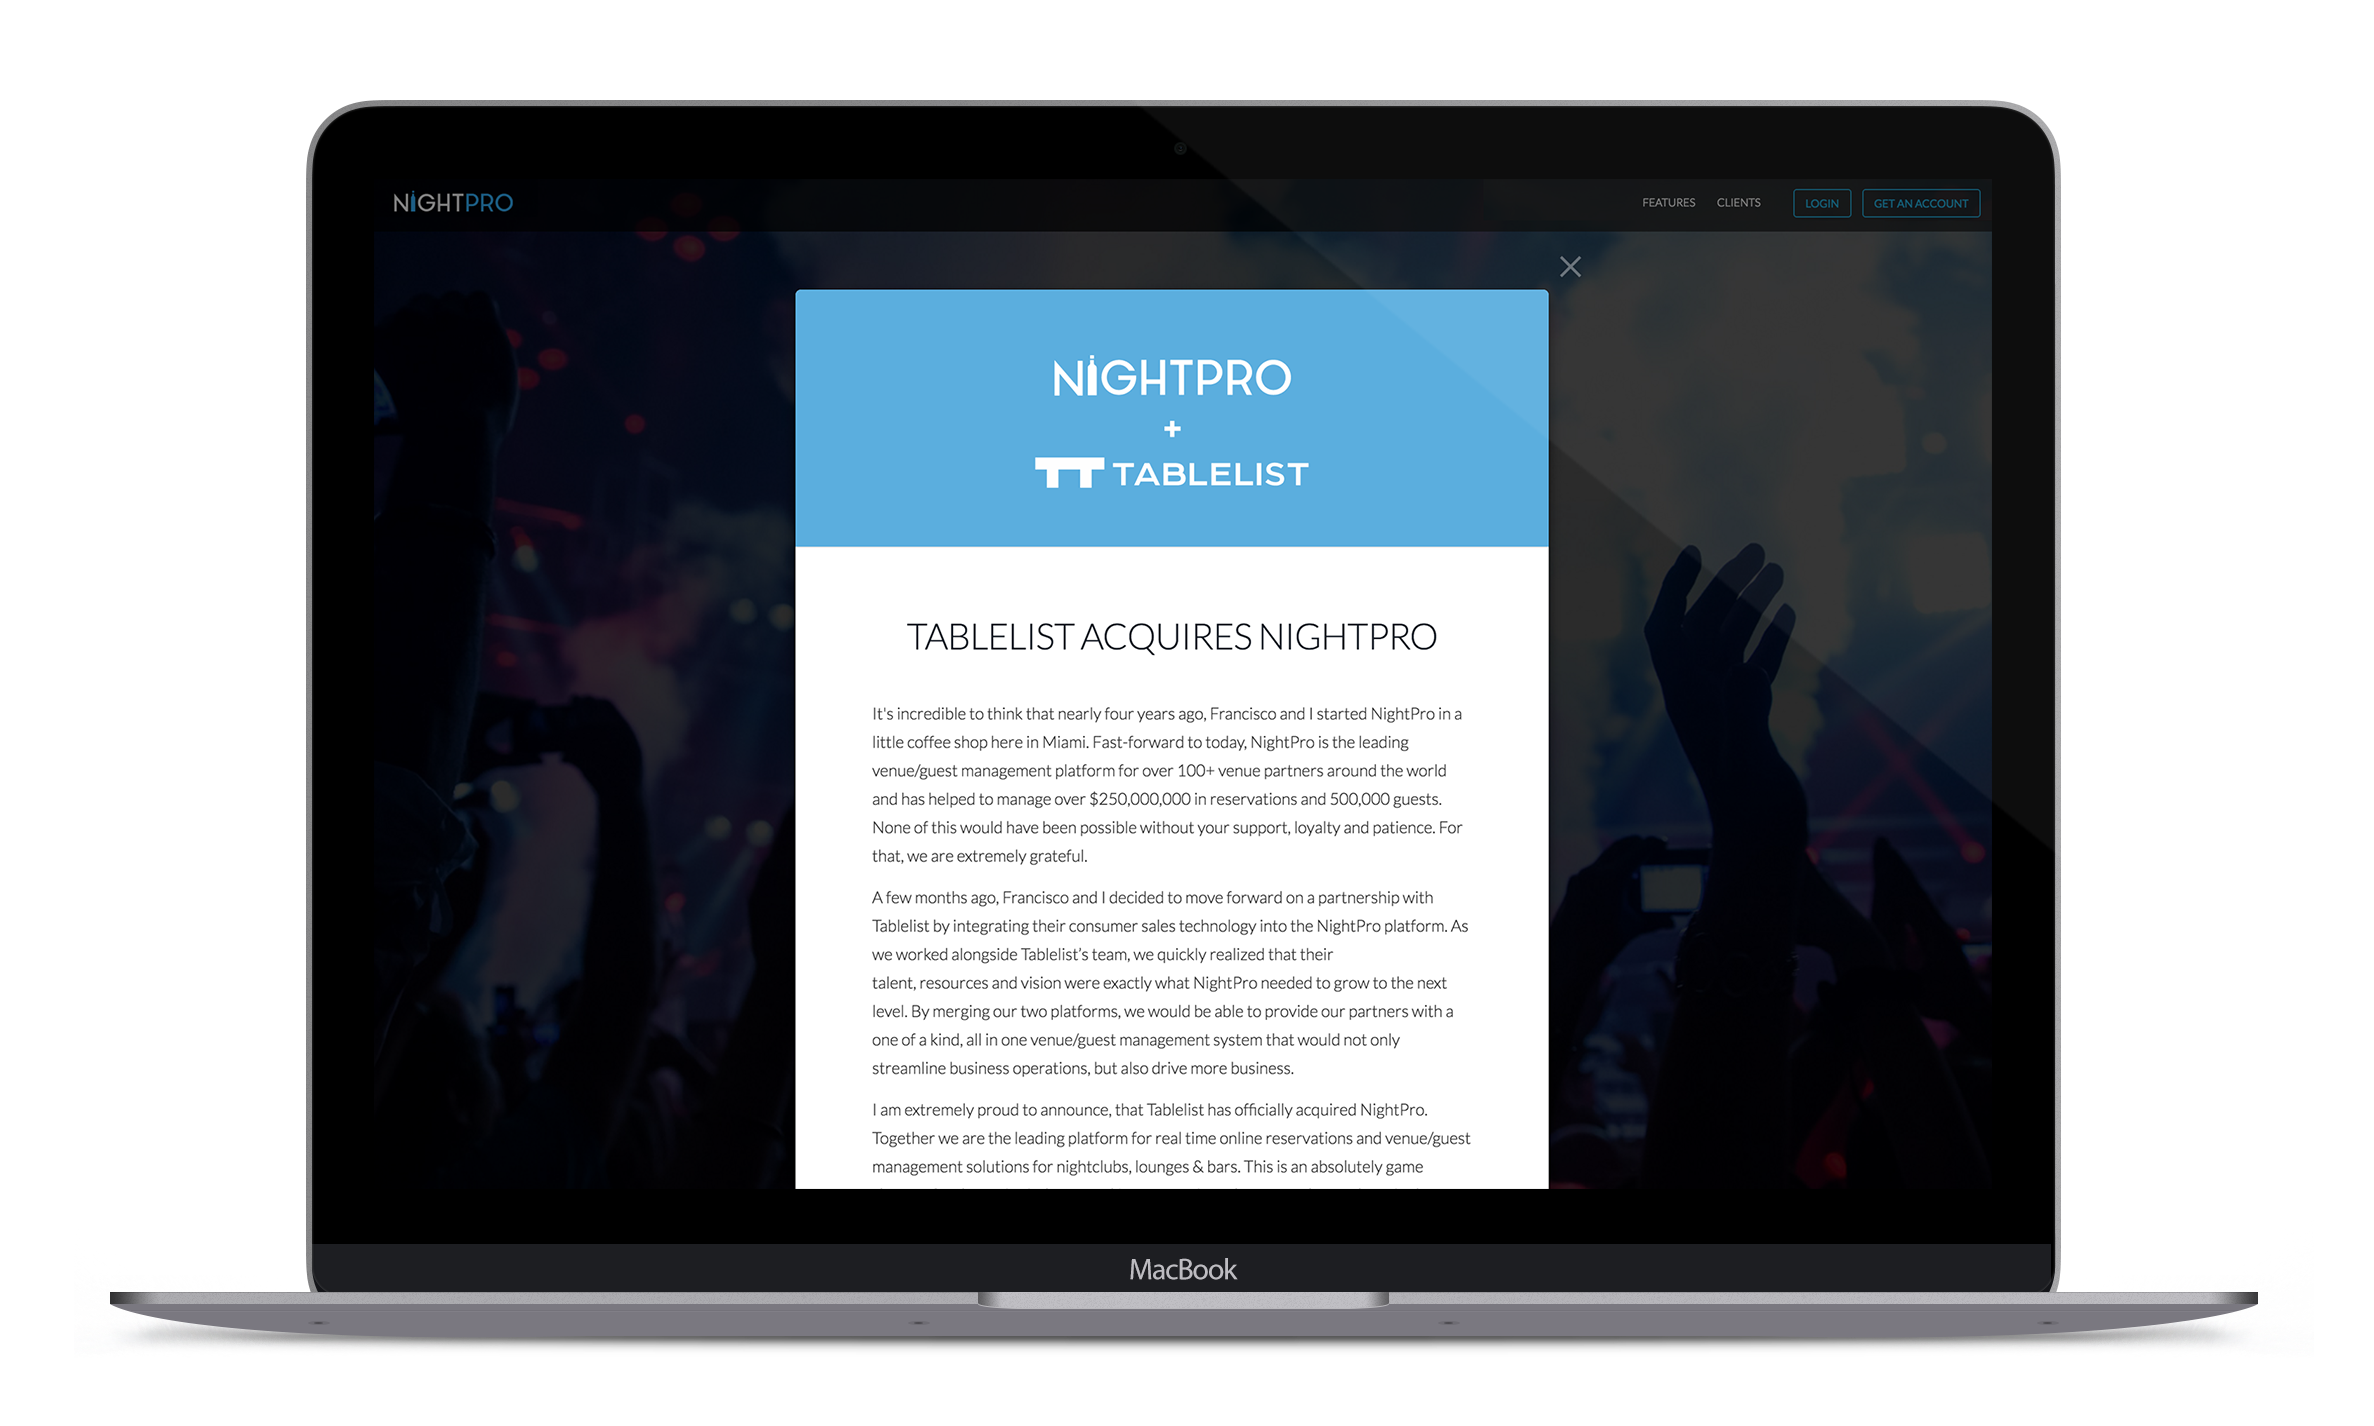 NIGHTPRO
FEATURES CLIENTS LOGIN GET AN ACCOUNT
NIGHTPRO
+
TABLELIST
TABLELIST ACQUIRES NIGHTPRO
It's incredible to think that nearly four years ago, Francisco and I started NightPro in a
little coffee shop here in Miami. Fast-forward to today, NightPro is the leading
venue/guest management platform for over 100+ venue partners around the world
and has helped to manage over $250,000,000 in reservations and 500,000 guests.
None of this would have been possible without your support, loyalty and patience. For
that, we are extremely grateful.
A few months ago, Francisco and I decided to move forward on a partnership with
Tablelist by integrating their consumer sales technology into the NightPro platform. As
we worked alongside Tablelist's team, we quickly realized that their
talent, resources and vision were exactly what NightPro needed to grow to the next
level. By merging our two platforms, we would be able to provide our partners with a
one of a kind, all in one venue/guest management system that would not only
streamline business operations, but also drive more business.
I am extremely proud to announce, that Tablelist has officially acquired NightPro.
Together we are the leading platform for real time online reservations and venue/guest
management solutions for nightclubs, lounges & bars. This is an absolutely game
MacBook